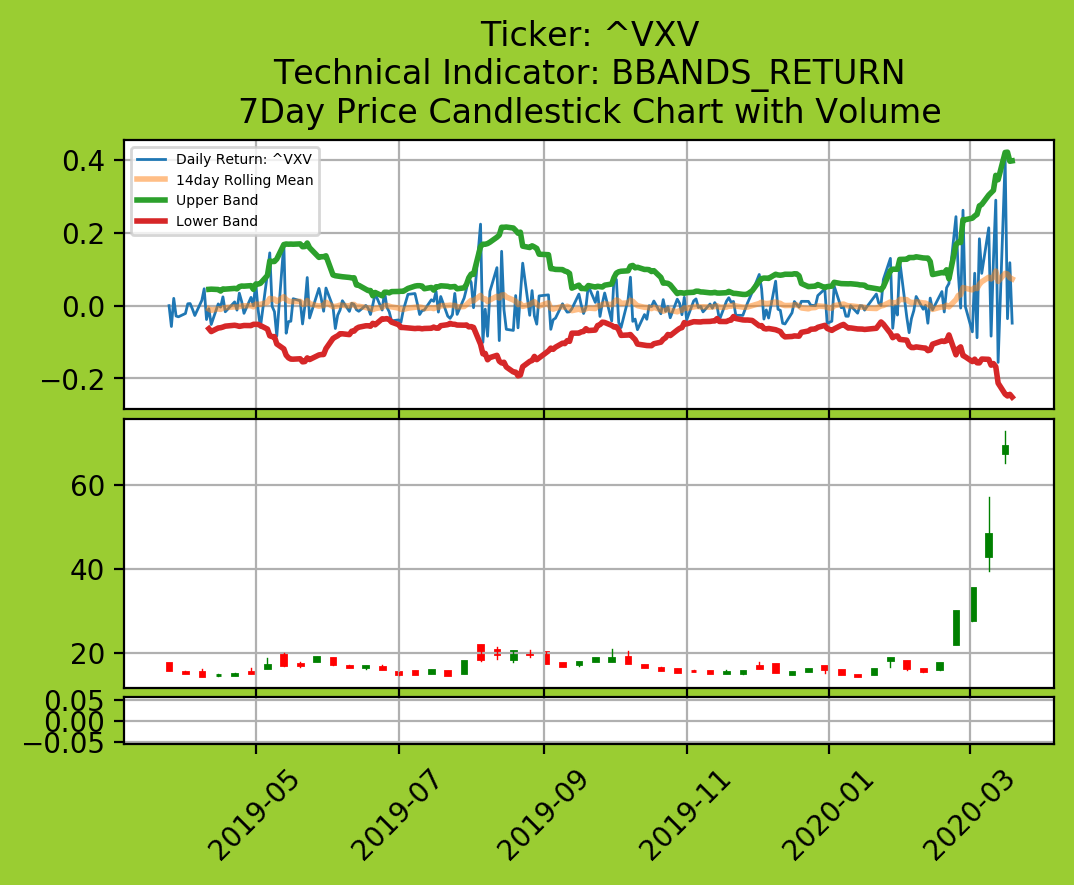 Ticker: ^VXV
Technical Indicator: BBANDS_RETURN
7Day Price Candlestick Chart with Volume
Daily Return: ^VXV
14day Rolling Mean
Upper Band
Lower Band
0.4
0.2
0.0
−0.2
60
40
20
0.05
0.00
−0.05
2019-05
2019-07
2019-09
2019-11
2020-01
2020-03